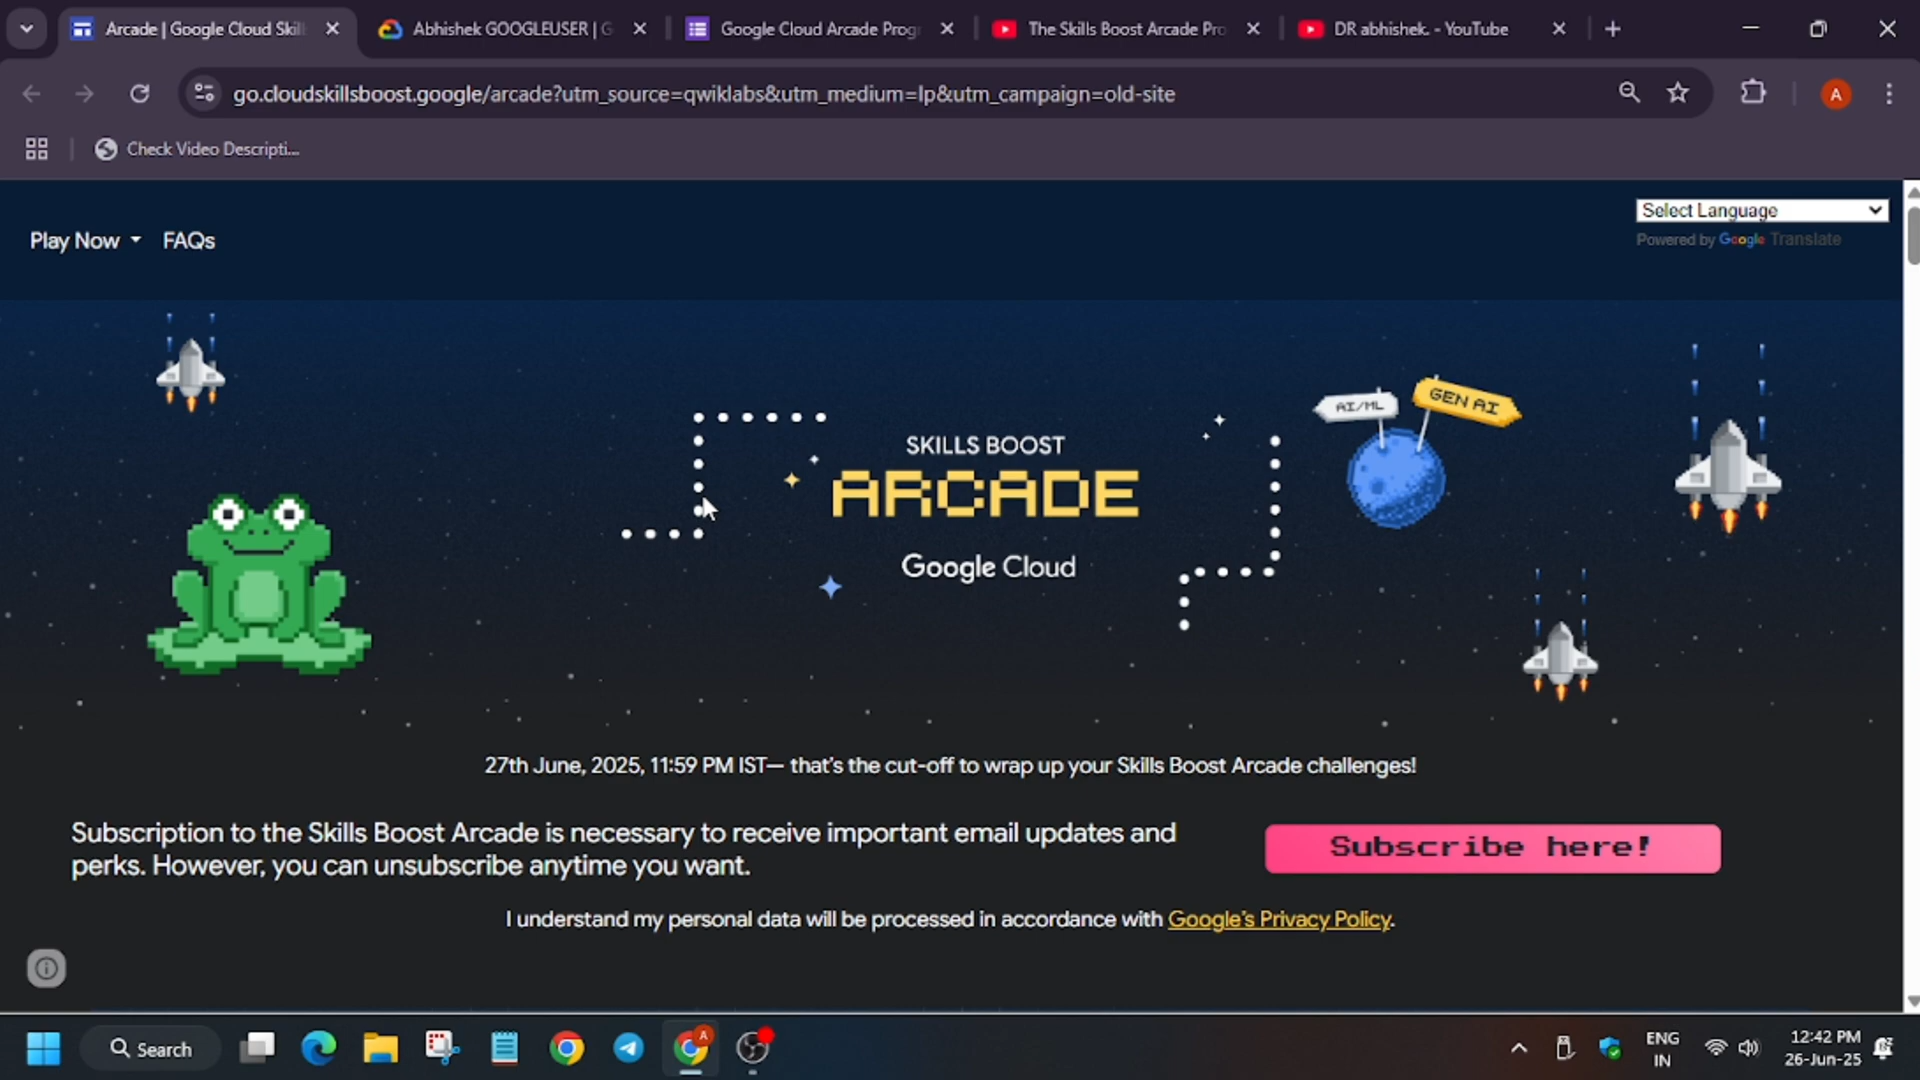 Arcade | Google Cloud Skil
Abhishek GOOGLEUSER | G
Google Cloud Arcade Prog
The Skills Boost Arcade Pro
DR abhishek. - YouTube
go.cloudskillsboost.google/arcade?utm_source=qwiklabs&utm_medium=lp&utm_campaign=old-site
A
Check Video Descripti...
Play Now
FAQs
Select Language
Powered by Google Translate
AI/ML
GEN AI
SKILLS BOOST
ARCADE
Google Cloud
27th June, 2025, 11:59 PM IST— that's the cut-off to wrap up your Skills Boost Arcade challenges!
Subscription to the Skills Boost Arcade is necessary to receive important email updates and
perks. However, you can unsubscribe anytime you want.
Subscribe here!
I understand my personal data will be processed in accordance with Google's Privacy Policy.
Search
A
ENG
IN
12:42 PM
26-Jun-25